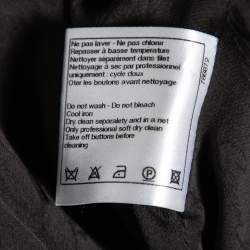 Ne pas laver - Ne pas chlorer
Repasser à basse température
Nettoyer séparément dans filet
Nettoyage à sec par professionnel
uniquement : cycle doux
Oter les boutons avant nettoyage
Do not wash - Do not bleach
Cool iron
Dry clean separately and in a net
Only professional soft dry clean
Take off buttons before
cleaning